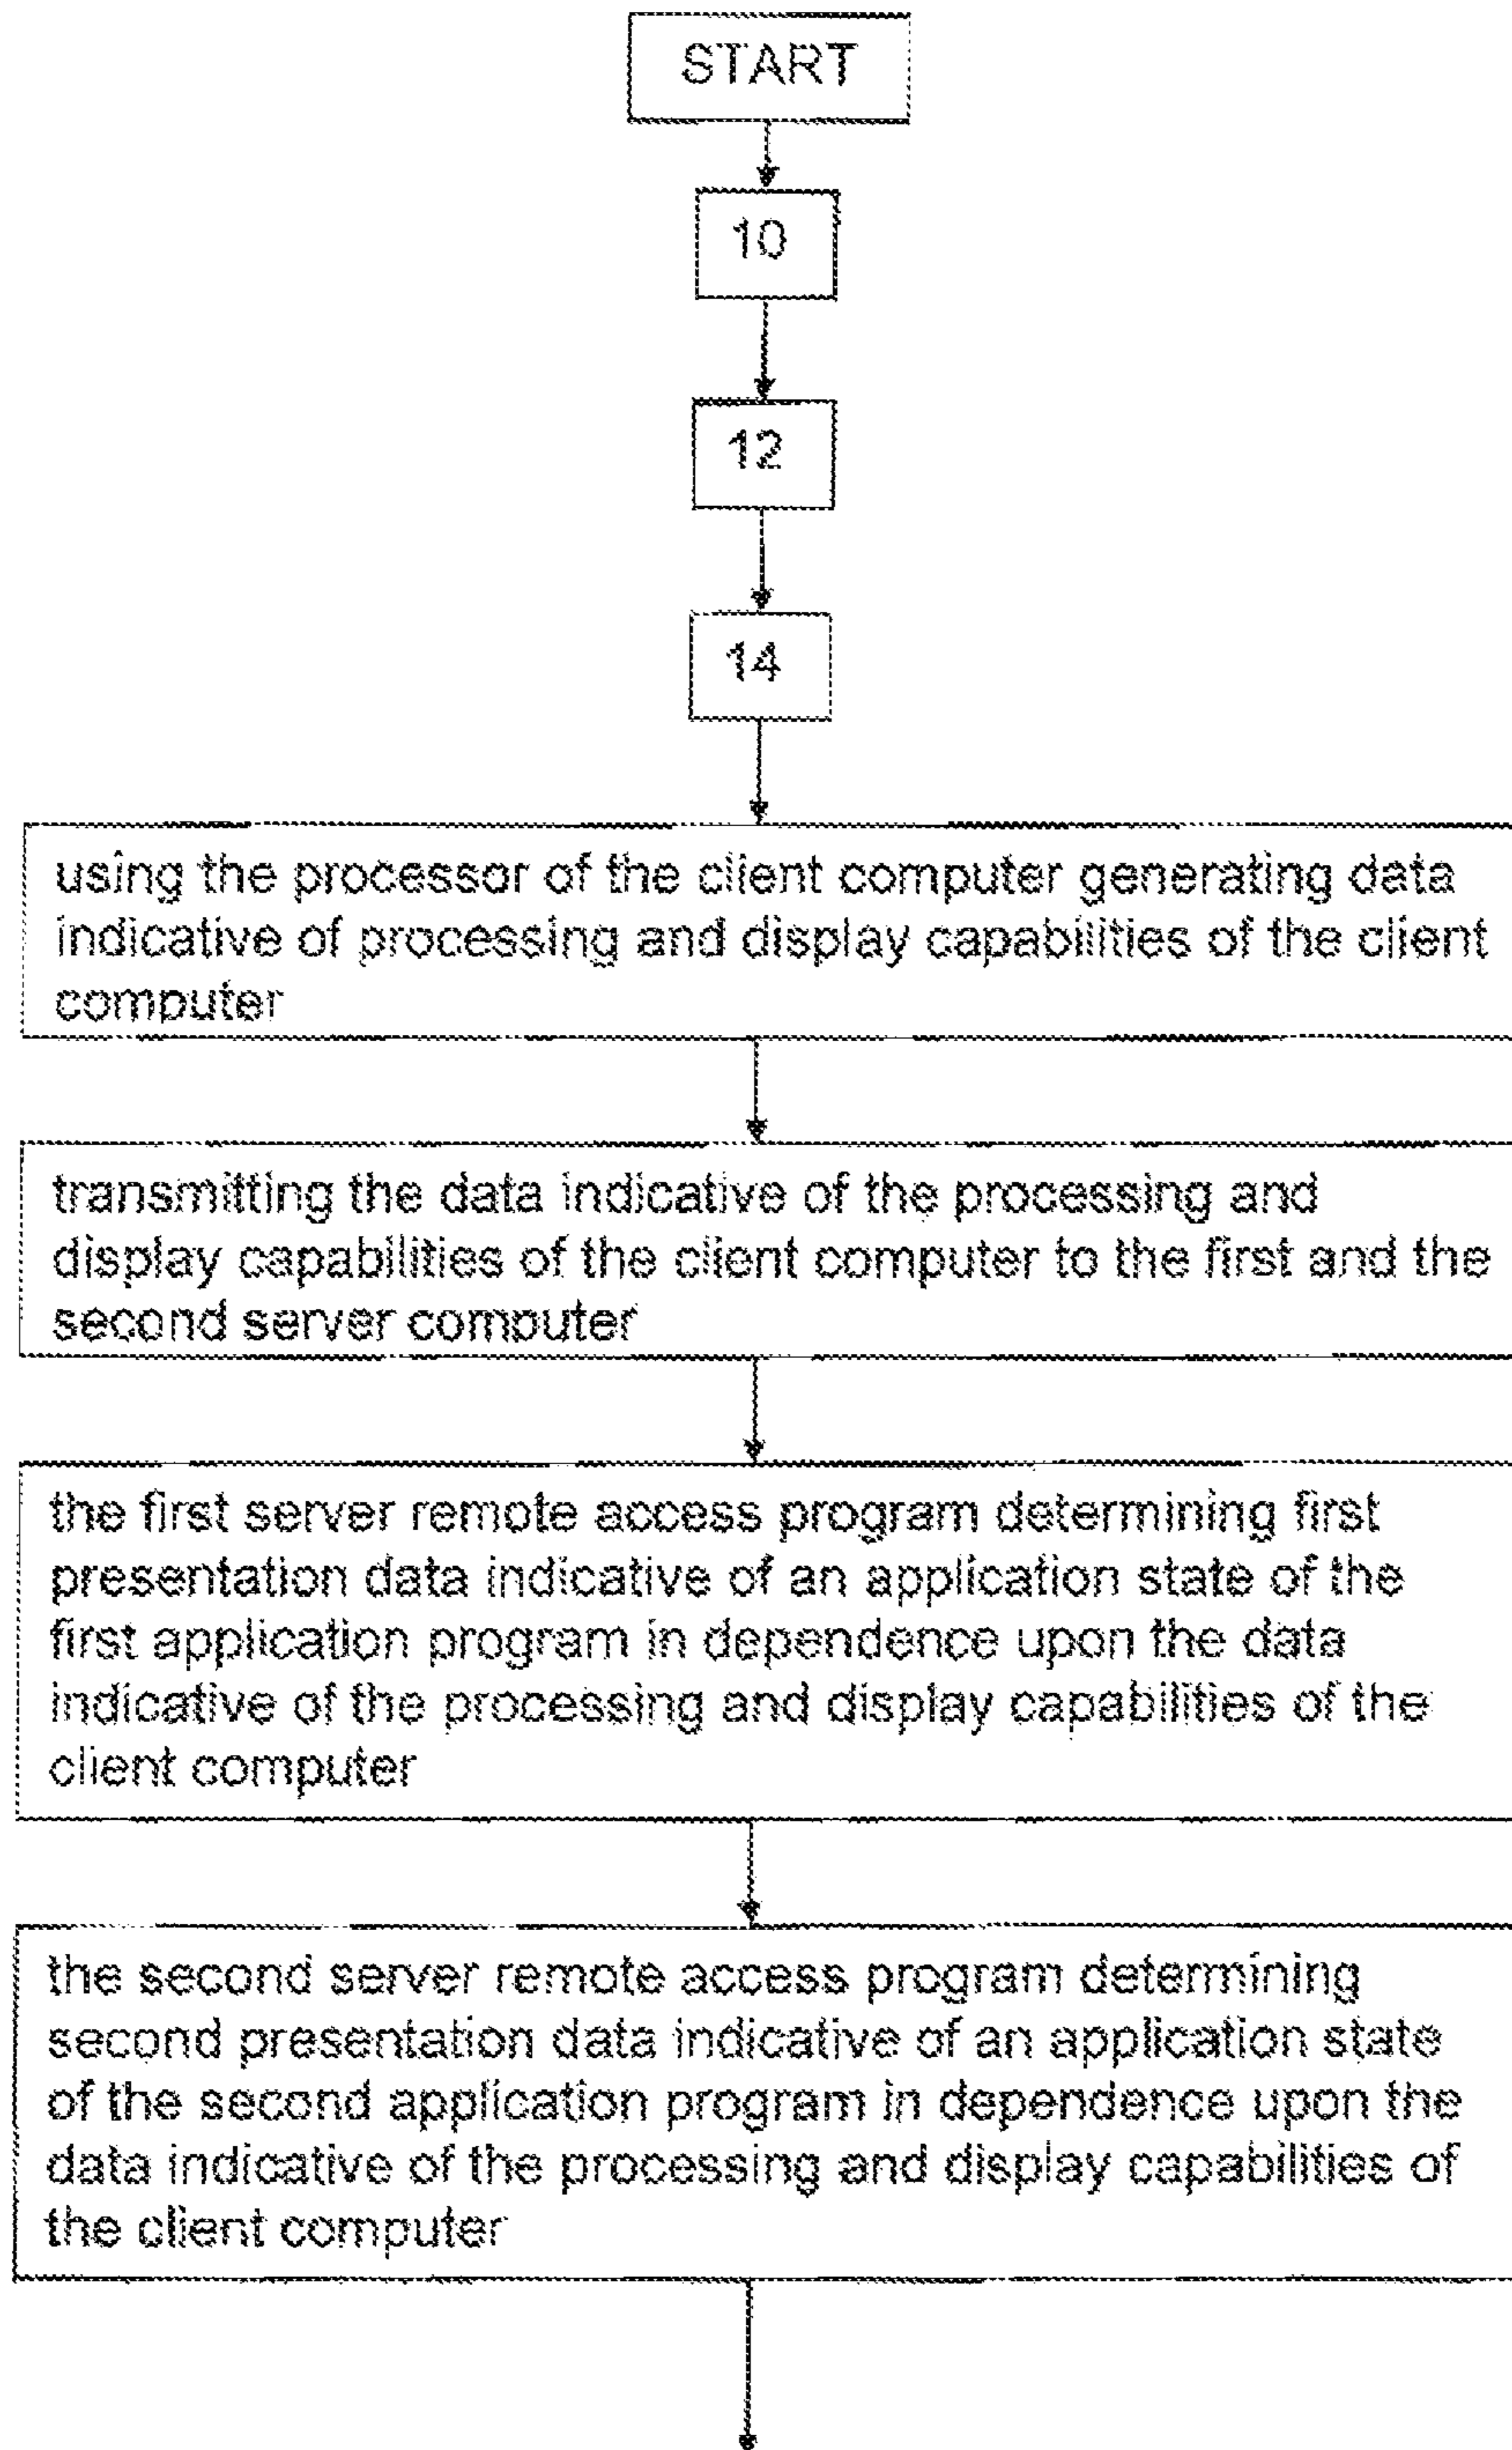 START
10
12
14
using the processor of the client computer generating data
indicative of processing and display capabilities of the client
computer
transmitting the data indicative of the processing and
display capabilities of the client computer to the first and the
second server computer
the first server remote access program determining first
presentation data indicative of an application state of the
first application program in dependence upon the data
indicative of the processing and display capabilities of the
client computer
the second server remote access program determining
second presentation data indicative of an application state
of the second application program in dependence upon the
data indicative of the processing and display capabilities of
the client computer